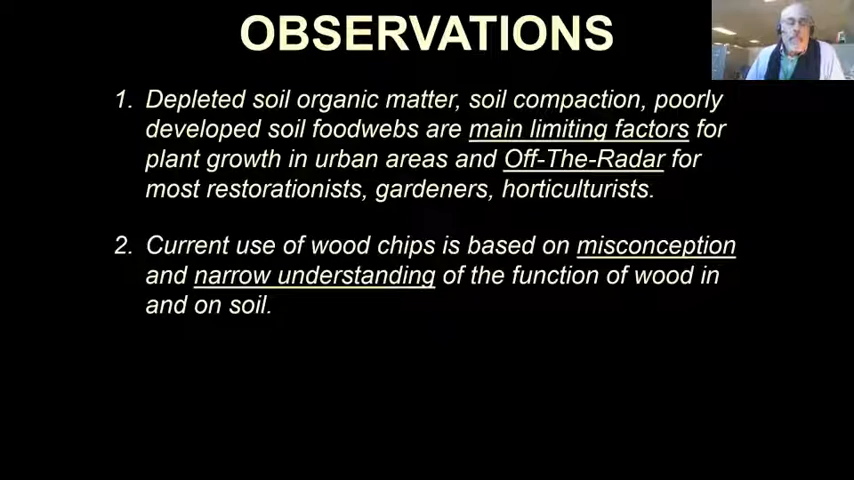 OBSERVATIONS
1. Depleted soil organic matter, soil compaction, poorly
developed soil foodwebs are main limiting factors for
plant growth in urban areas and Off-The-Radar for
most restorationists, gardeners, horticulturists.
2. Current use of wood chips is based on misconception
and narrow understanding of the function of wood in
and on soil.